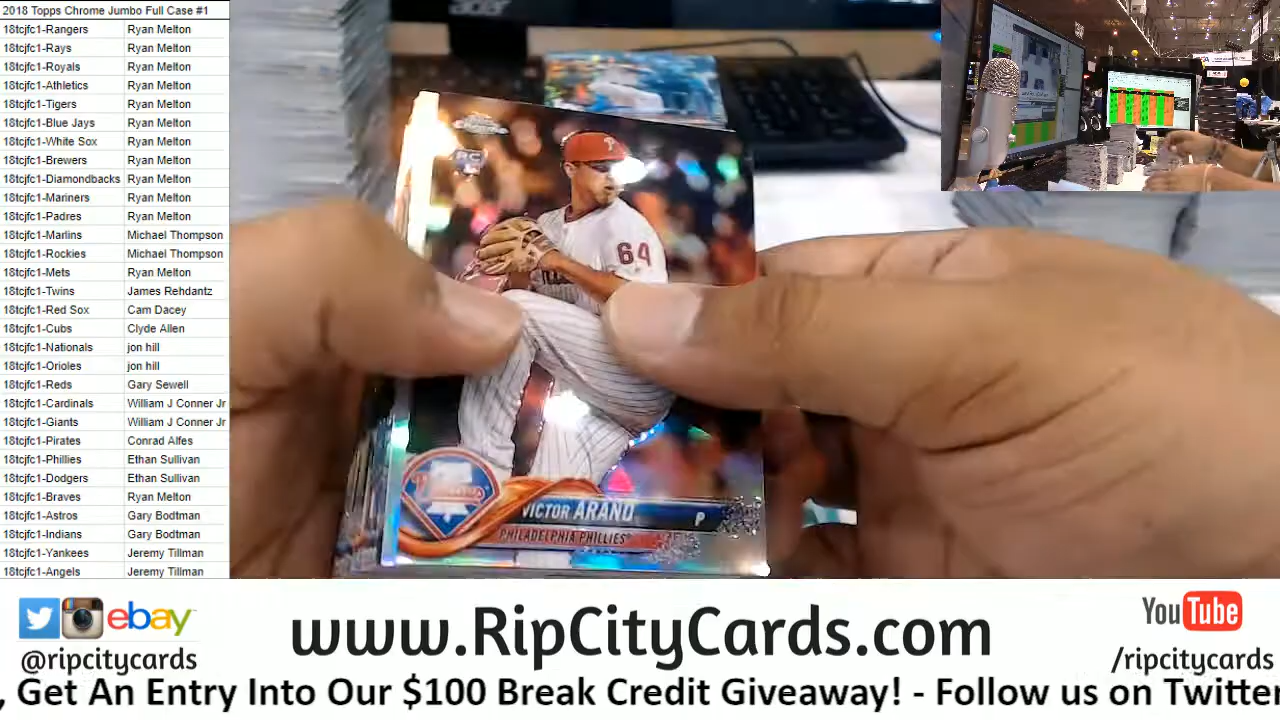 2018 Topps Chrome Jumbo Full Case #1
18tcjfc1-Rangers Ryan Melton
18tcjfc1-Rays Ryan Melton
18tcjfc1-Royals Ryan Melton
18tcjfc1-Athletics Ryan Melton
18tcjfc1-Tigers Ryan Melton
18tcjfc1-Blue Jays Ryan Melton
18tcjfc1-White Sox Ryan Melton
18tcjfc1-Brewers Ryan Melton
18tcjfc1-Diamondbacks Ryan Melton
18tcjfc1-Mariners Ryan Melton
18tcjfc1-Padres Ryan Melton
18tcjfc1-Marlins Michael Thompson
18tcjfc1-Rockies Michael Thompson
18tcjfc1-Mets Ryan Melton
18tcjfc1-Twins James Rehdantz
18tcjfc1-Red Sox Cam Dacey
18tcjfc1-Cubs Clyde Allen
18tcjfc1-Nationals jon hill
18tcjfc1-Orioles jon hill
18tcjfc1-Reds Gary Sewell
18tcjfc1-Cardinals William J Conner Jr
18tcjfc1-Giants William J Conner Jr
18tcjfc1-Pirates Conrad Alfes
18tcjfc1-Phillies Ethan Sullivan
18tcjfc1-Dodgers Ethan Sullivan
18tcjfc1-Braves Ryan Melton
18tcjfc1-Astros Gary Bodtman
18tcjfc1-Indians Gary Bodtman
18tcjfc1-Yankees Jeremy Tillman
18tcjfc1-Angels Jeremy Tillman
acer
RC
P
64
VICTOR ARANO P
PHILADELPHIA PHILLIES
ebay
@ripcitycards
www.RipCityCards.com
YouTube
/ripcitycards
, Get An Entry Into Our $100 Break Credit Giveaway! - Follow us on Twitter